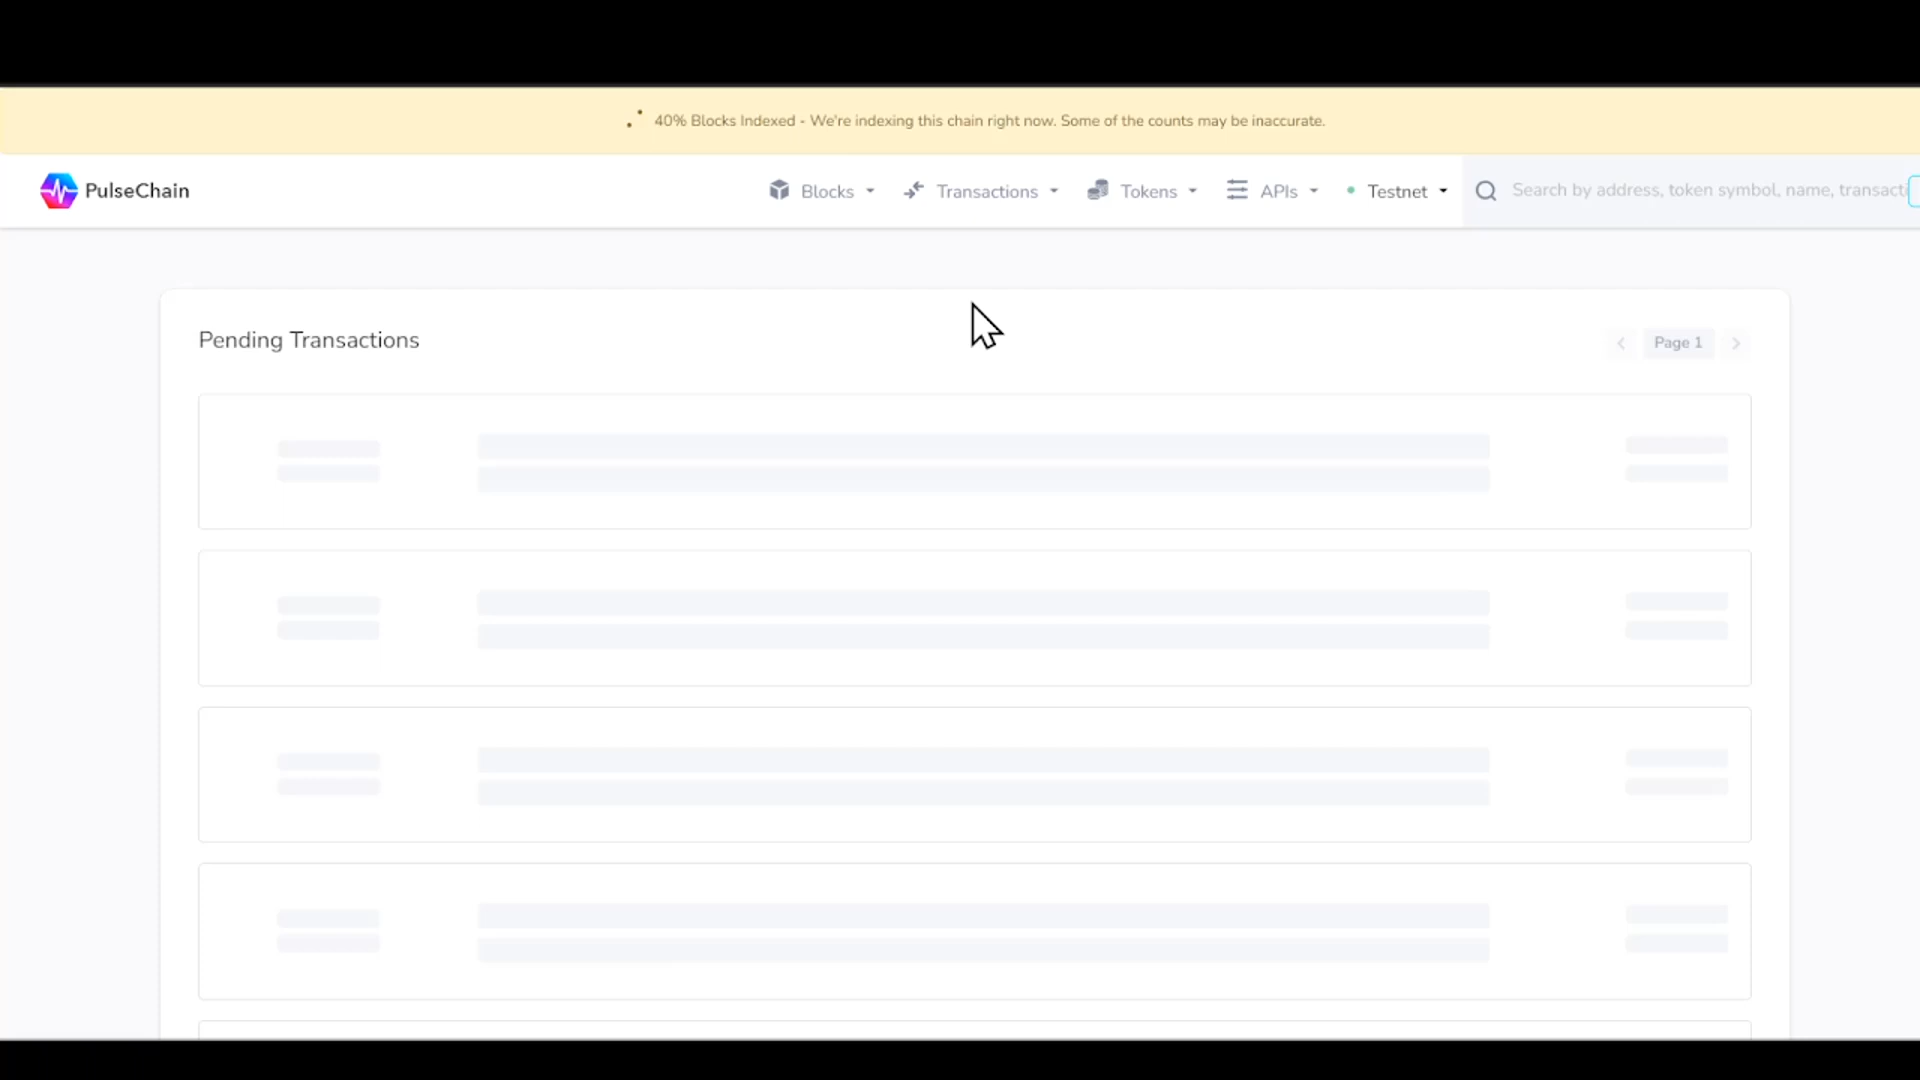 40% Blocks Indexed - We're indexing this chain right now. Some of the counts may be inaccurate.
PulseChain
Blocks
Transactions
Tokens
APIs
Testnet
Search by address, token symbol, name, transacti
Pending Transactions
Page 1